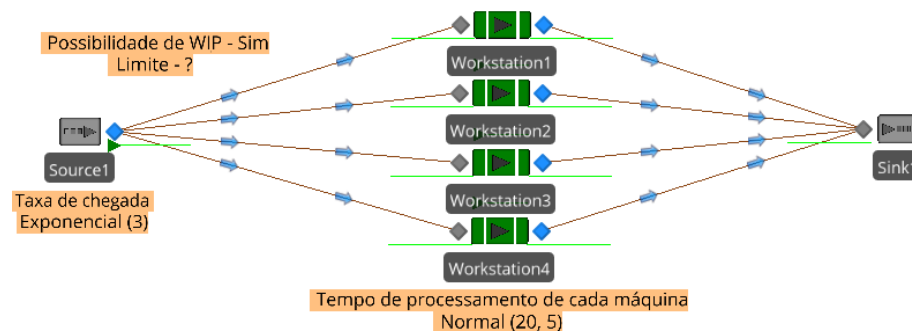 Possibilidade de WIP - Sim
Limite - ?
Workstation1
Workstation2
Source1
Sink1
Workstation3
Taxa de chegada
Exponencial (3)
Workstation4
Tempo de processamento de cada máquina
Normal (20, 5)